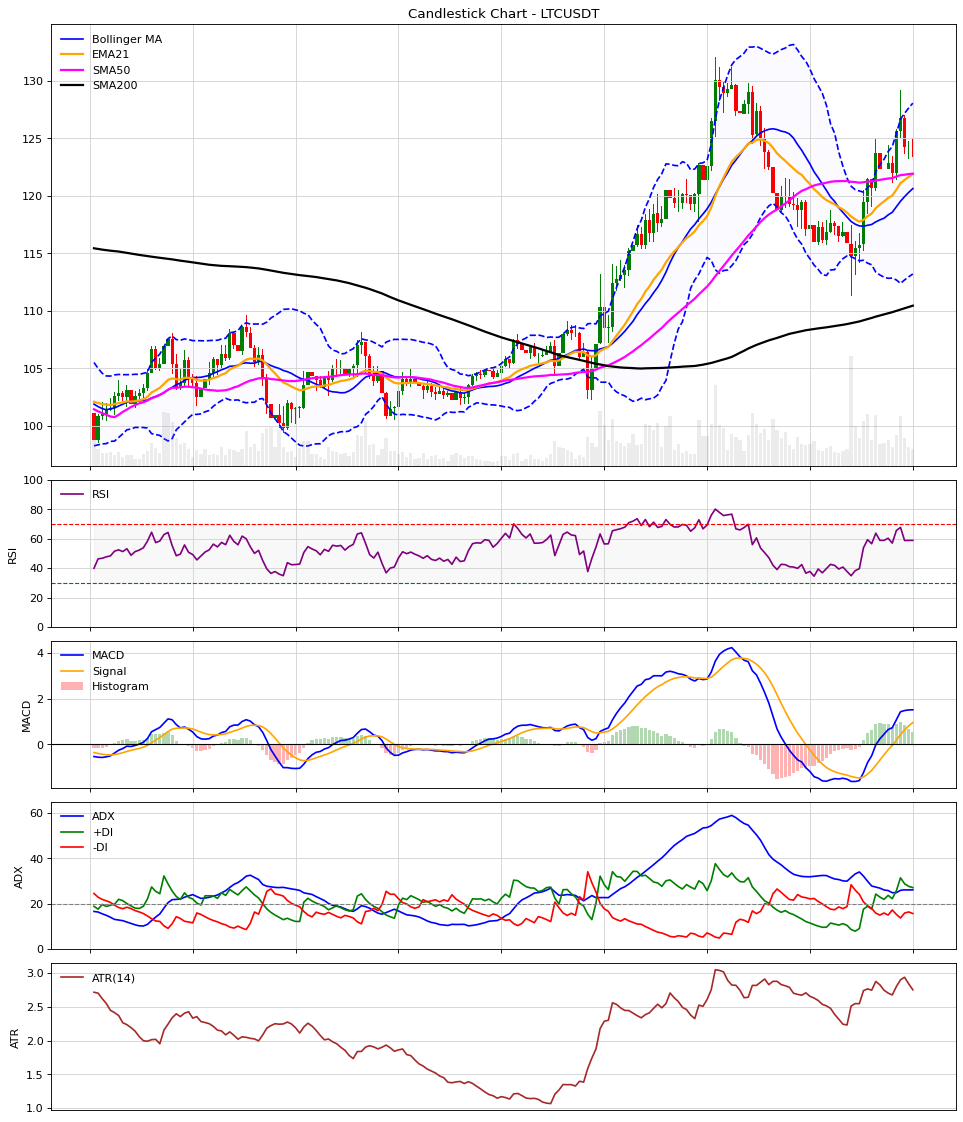 Candlestick Chart - LTCUSDT
Bollinger MA
EMA21
SMA50
SMA200
130
125
120
115
110
105
100
RSI
RSI
100
80
60
40
20
0
MACD
Signal
Histogram
MACD
4
2
0
ADX
+DI
-DI
ADX
60
40
20
0
ATR(14)
ATR
3.0
2.5
2.0
1.5
1.0